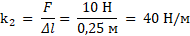 k₂ = F/Δl = 10 Н/0,25 м = 40 Н/м